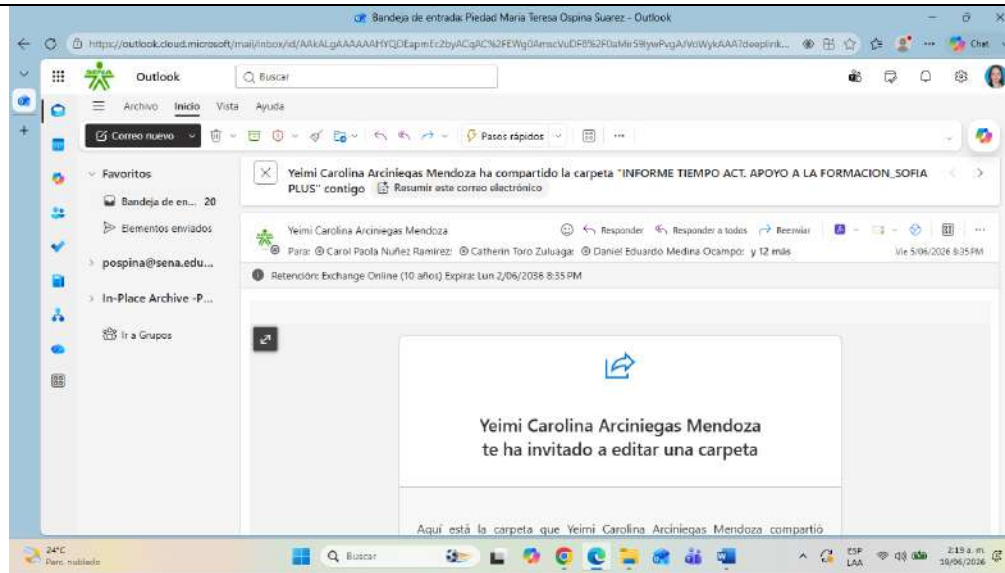 Bandeja de entrada: Piedad Maria Teresa Ospina Suarez - Outlook
Chat
SENA
Outlook
Buscar
Archivo Inicio Vista Ayuda
Correo nuevo
Pasos rápidos
Favoritos
Bandeja de en... 20
Elementos enviados
pospina@sena.edu...
In-Place Archive -P...
Ir a Grupos
Yeimi Carolina Arciniegas Mendoza ha compartido la carpeta "INFORME TIEMPO ACT. APOYO A LA FORMACION_SOFIA
PLUS" contigo Resumir este correo electrónico
Yeimi Carolina Arciniegas Mendoza
Responder Responder a todos Reenviar
Para: Carol Paola Nuñez Ramirez; Catherin Toro Zuluaga; Daniel Eduardo Medina Ocampo; y 12 más
Vie 5/06/2026 8:35 PM
Retención: Exchange Online (10 años) Expira: Lun 2/06/2036 8:35 PM
Yeimi Carolina Arciniegas Mendoza
te ha invitado a editar una carpeta
Aquí está la carpeta que Yeimi Carolina Arciniegas Mendoza compartió
24°C
Parc. nublado
Buscar
ESP
LAA
2:19 a. m.
10/06/2026